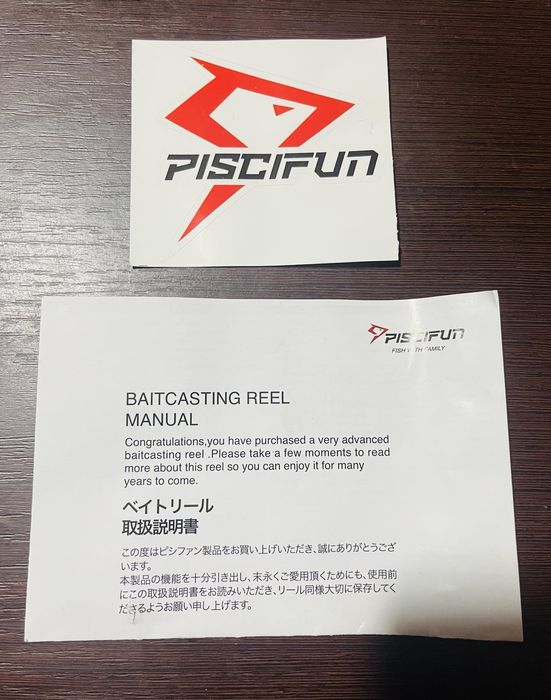 PISCIFUN
PISCIFUN
FISH WITH FAMILY
BAITCASTING REEL
MANUAL
Congratulations,you have purchased a very advanced
baitcasting reel .Please take a few moments to read
more about this reel so you can enjoy it for many
years to come.
ベイトリール
取扱説明書
この度はピシファン製品をお買い上げいただき、誠にありがとうござ
います。
本製品の機能を十分引き出し、末永くご愛用頂くためにも、使用前
にこの取扱説明書をお読みいただき、リール同様大切に保存してく
ださるようお願い申し上げます。